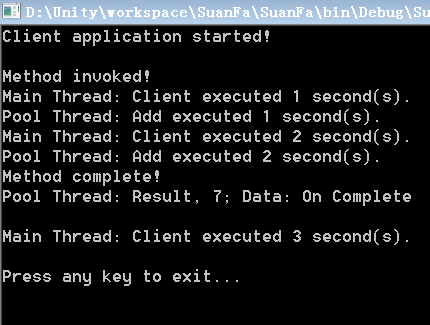 D:\Unity\workspace\SuanFa\SuanFa\bin\Debug\Su
Client application started!
Method invoked!
Main Thread: Client executed 1 second(s).
Pool Thread: Add executed 1 second(s).
Main Thread: Client executed 2 second(s).
Pool Thread: Add executed 2 second(s).
Method complete!
Pool Thread: Result, 7; Data: On Complete
Main Thread: Client executed 3 second(s).
Press any key to exit...